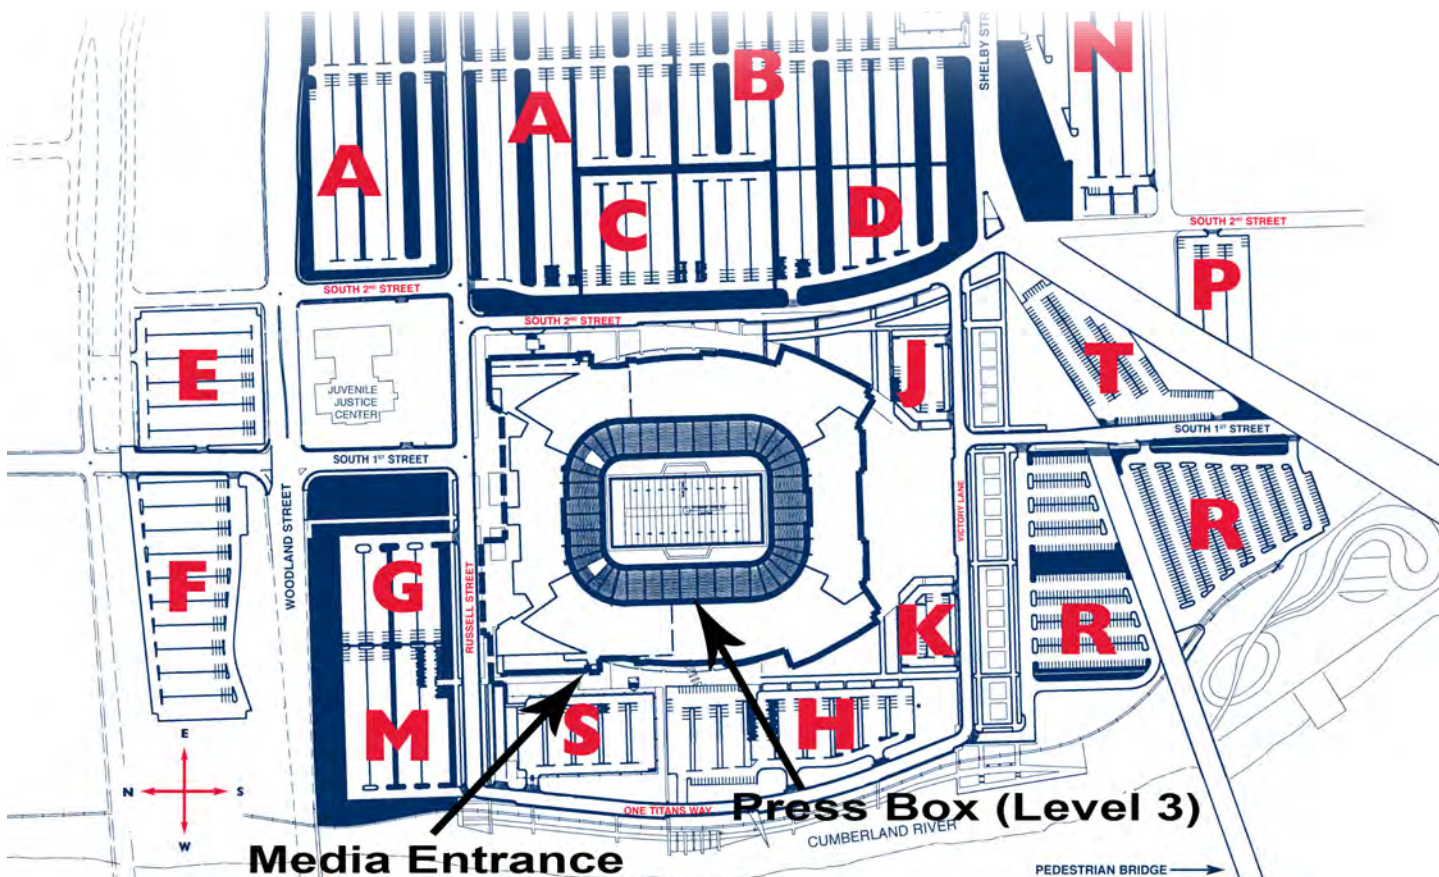 N
SHELBY STR
B
A
A
C
D
SOUTH 2ND STREET
P
SOUTH 2ND STREET
SOUTH 2ND STREET
E
JUVENILE
JUSTICE
CENTER
J
T
SOUTH 1ST STREET
SOUTH 1ST STREET
WOODLAND STREET
F
G
RUSSELL STREET
VICTORY LANE
R
K
R
M
S
H
E
N
S
W
ONE TITANS WAY
Press Box (Level 3)
CUMBERLAND RIVER
Media Entrance
PEDESTRIAN BRIDGE